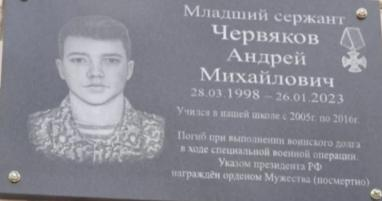 Младший сержант
Червяков
Андрей
Михайлович
28.03.1998 – 26.01.2023
Учился в нашей школе с 2005г. по 2016г.
Погиб при выполнении воинского долга
в ходе специальной военной операции.
Указом президента РФ
награждён орденом Мужества (посмертно)